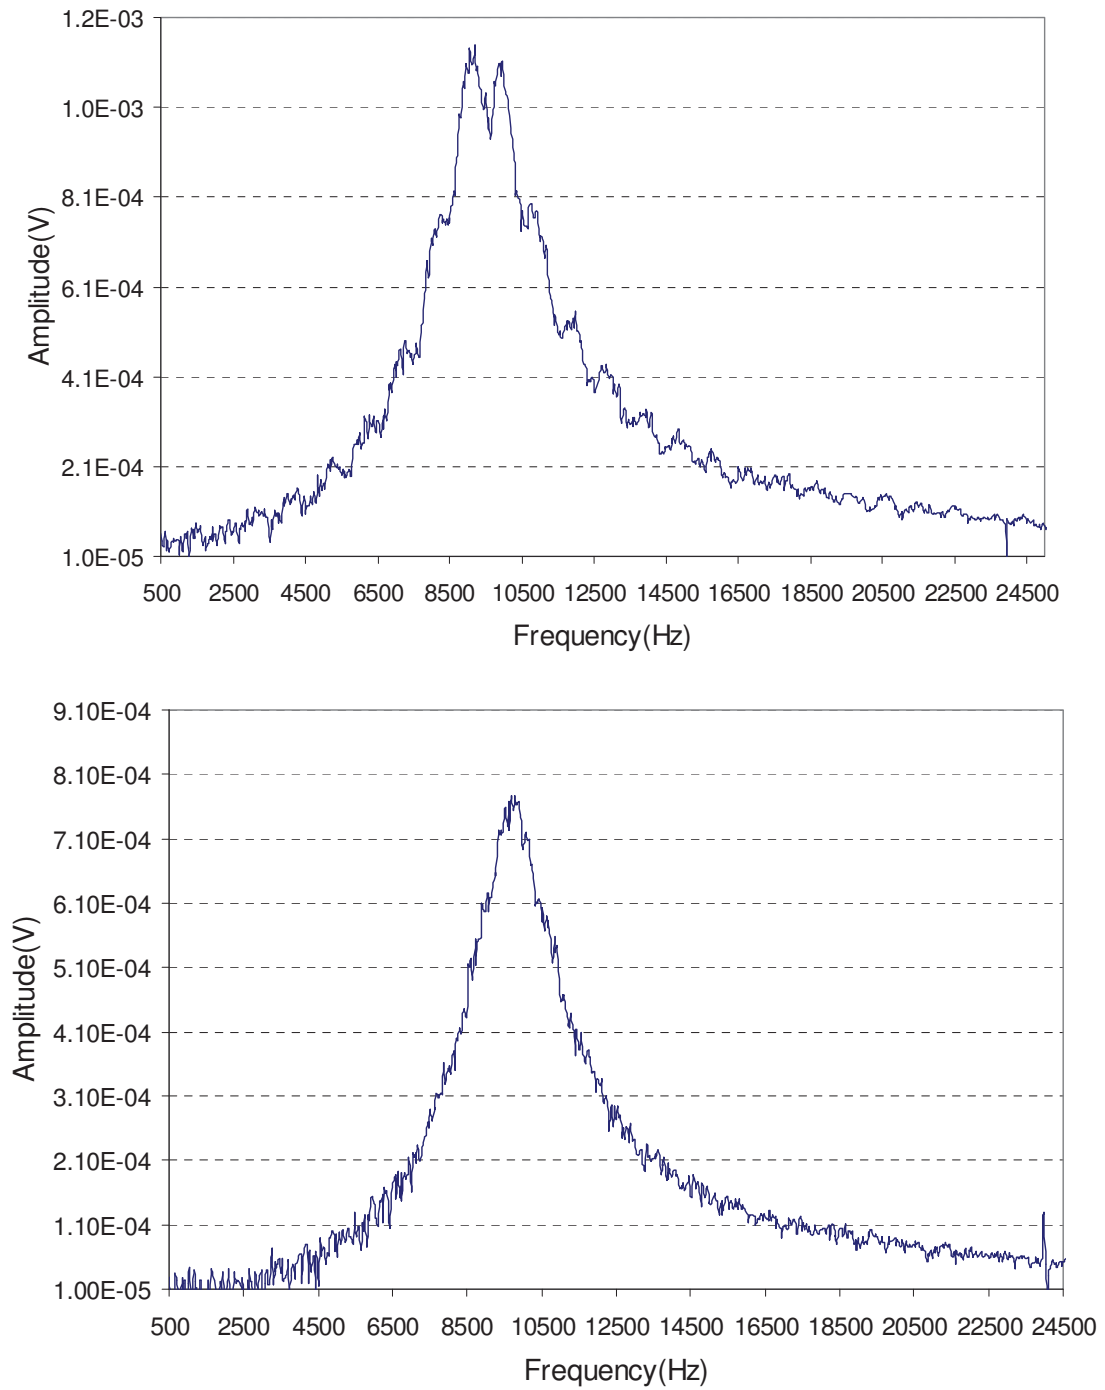 1.2E-03
1.0E-03
8.1E-04
6.1E-04
4.1E-04
2.1E-04
1.0E-05
Amplitude(V)
500 2500 4500 6500 8500 10500 12500 14500 16500 18500 20500 22500 24500
Frequency(Hz)
9.10E-04
8.10E-04
7.10E-04
6.10E-04
5.10E-04
4.10E-04
3.10E-04
2.10E-04
1.10E-04
1.00E-05
Amplitude(V)
500 2500 4500 6500 8500 10500 12500 14500 16500 18500 20500 22500 24500
Frequency(Hz)